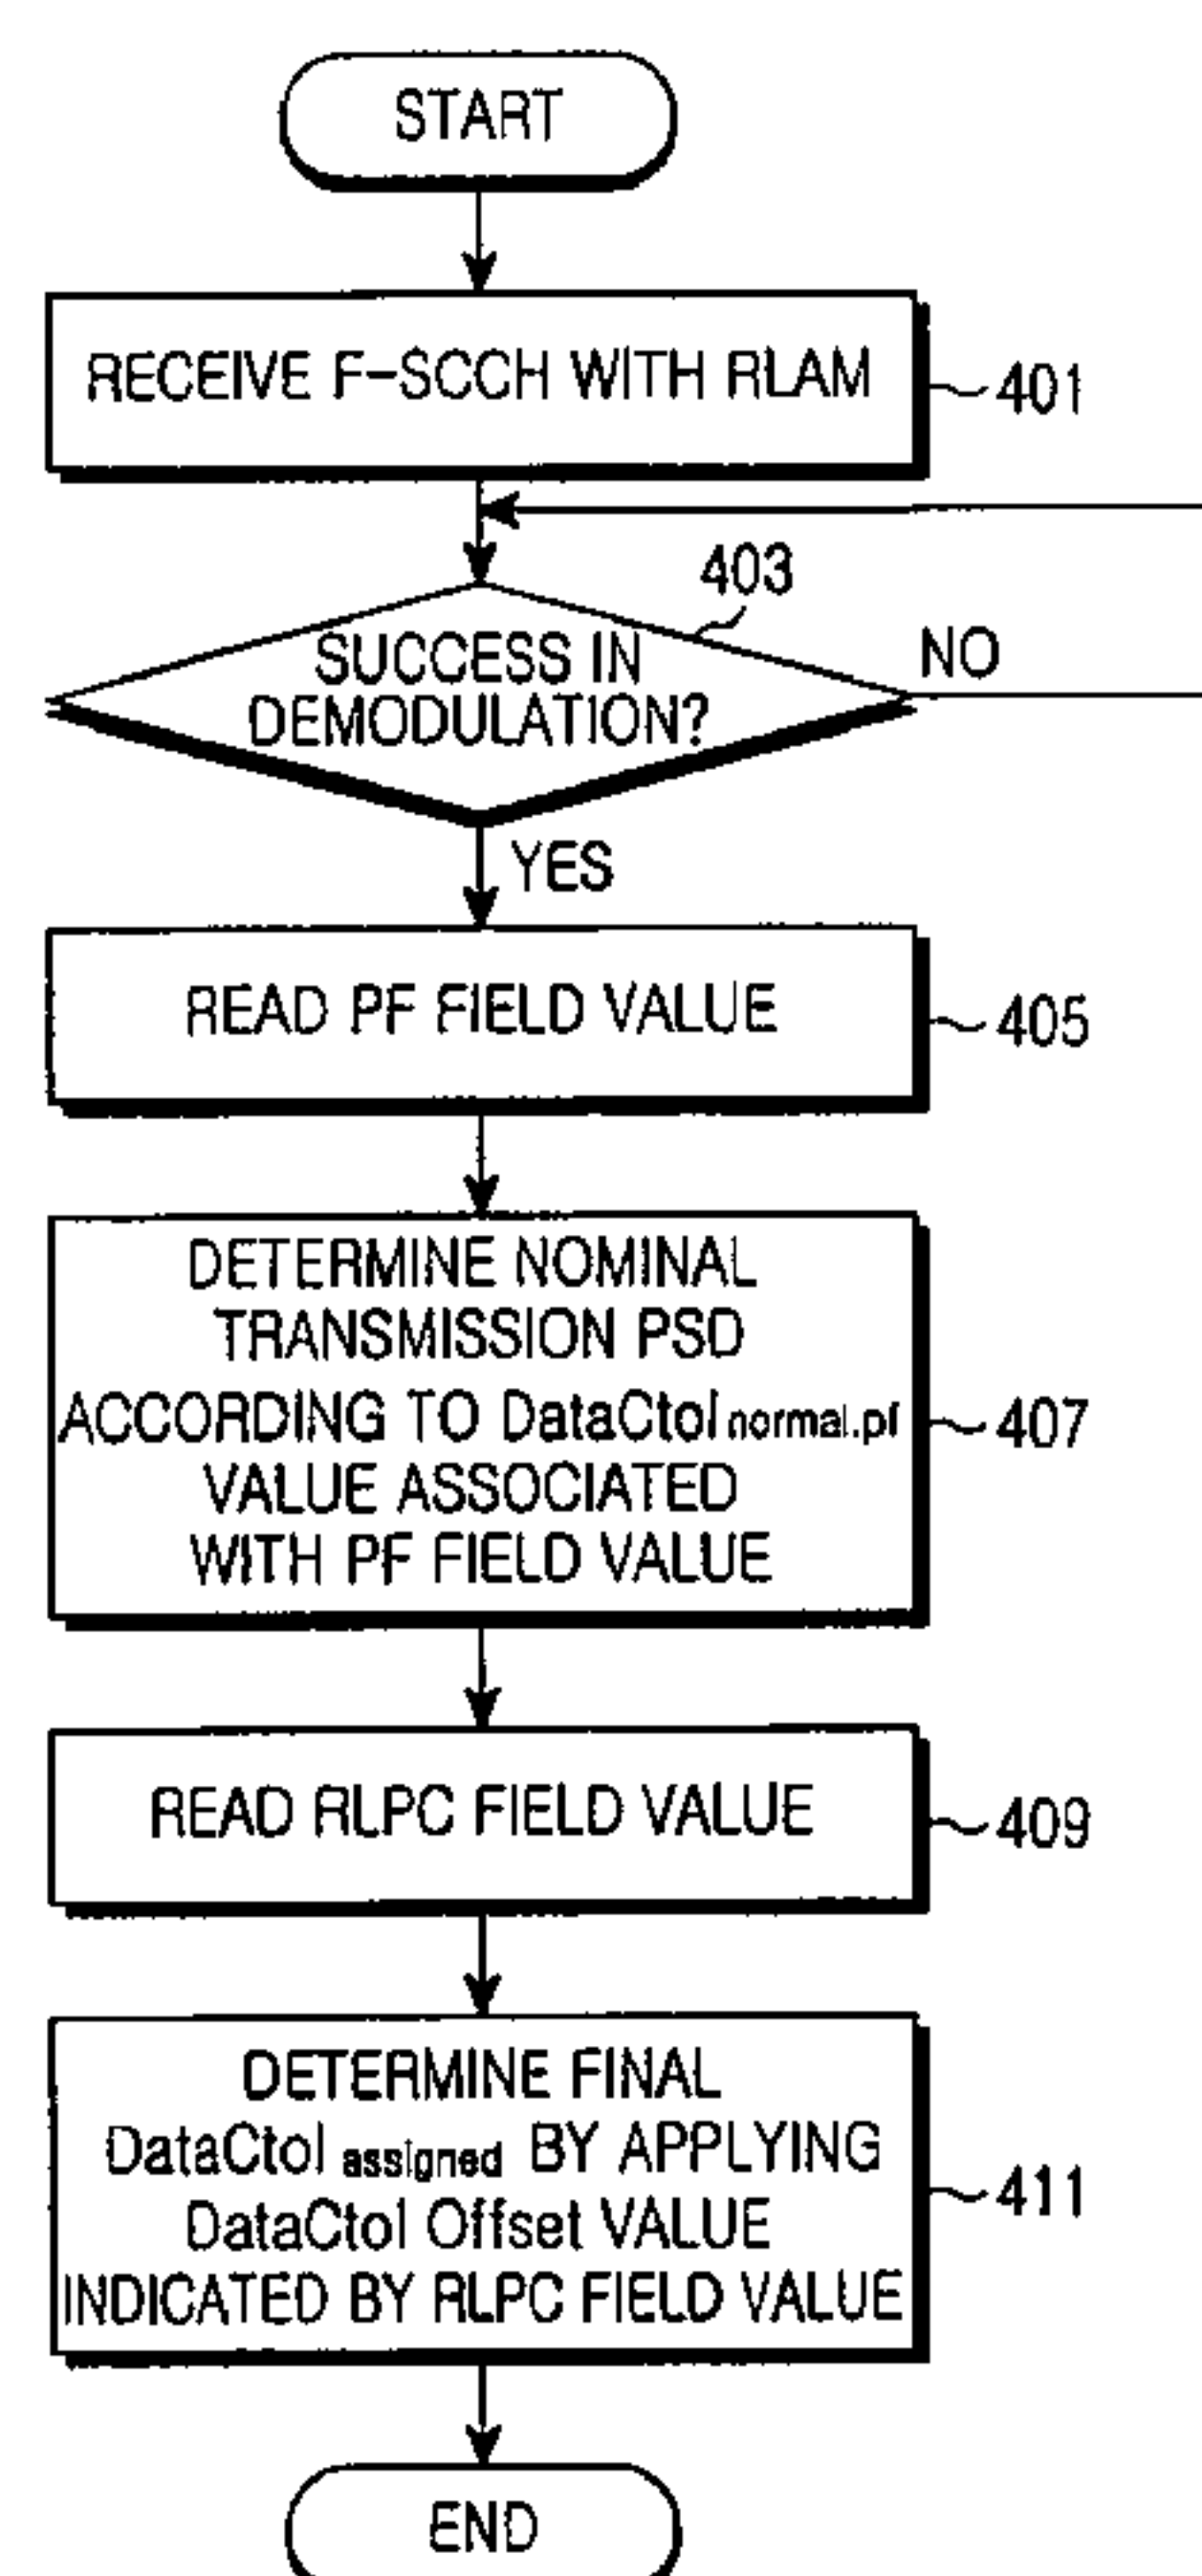 START
RECEIVE F-SCCH WITH RLAM
401
403
SUCCESS IN
DEMODULATION?
NO
YES
READ PF FIELD VALUE
405
DETERMINE NOMINAL
TRANSMISSION PSD
ACCORDING TO DataCtoI normal.pf
VALUE ASSOCIATED
WITH PF FIELD VALUE
407
READ RLPC FIELD VALUE
409
DETERMINE FINAL
DataCtoI assigned BY APPLYING
DataCtoI Offset VALUE
INDICATED BY RLPC FIELD VALUE
411
END